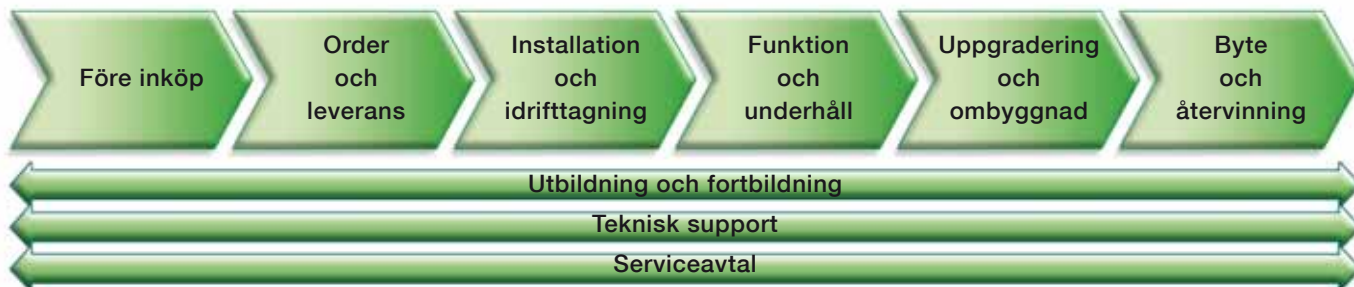 Före inköp
Order
och
leverans
Installation
och
idrifttagning
Funktion
och
underhåll
Uppgradering
och
ombyggnad
Byte
och
återvinning
Utbildning och fortbildning
Teknisk support
Serviceavtal